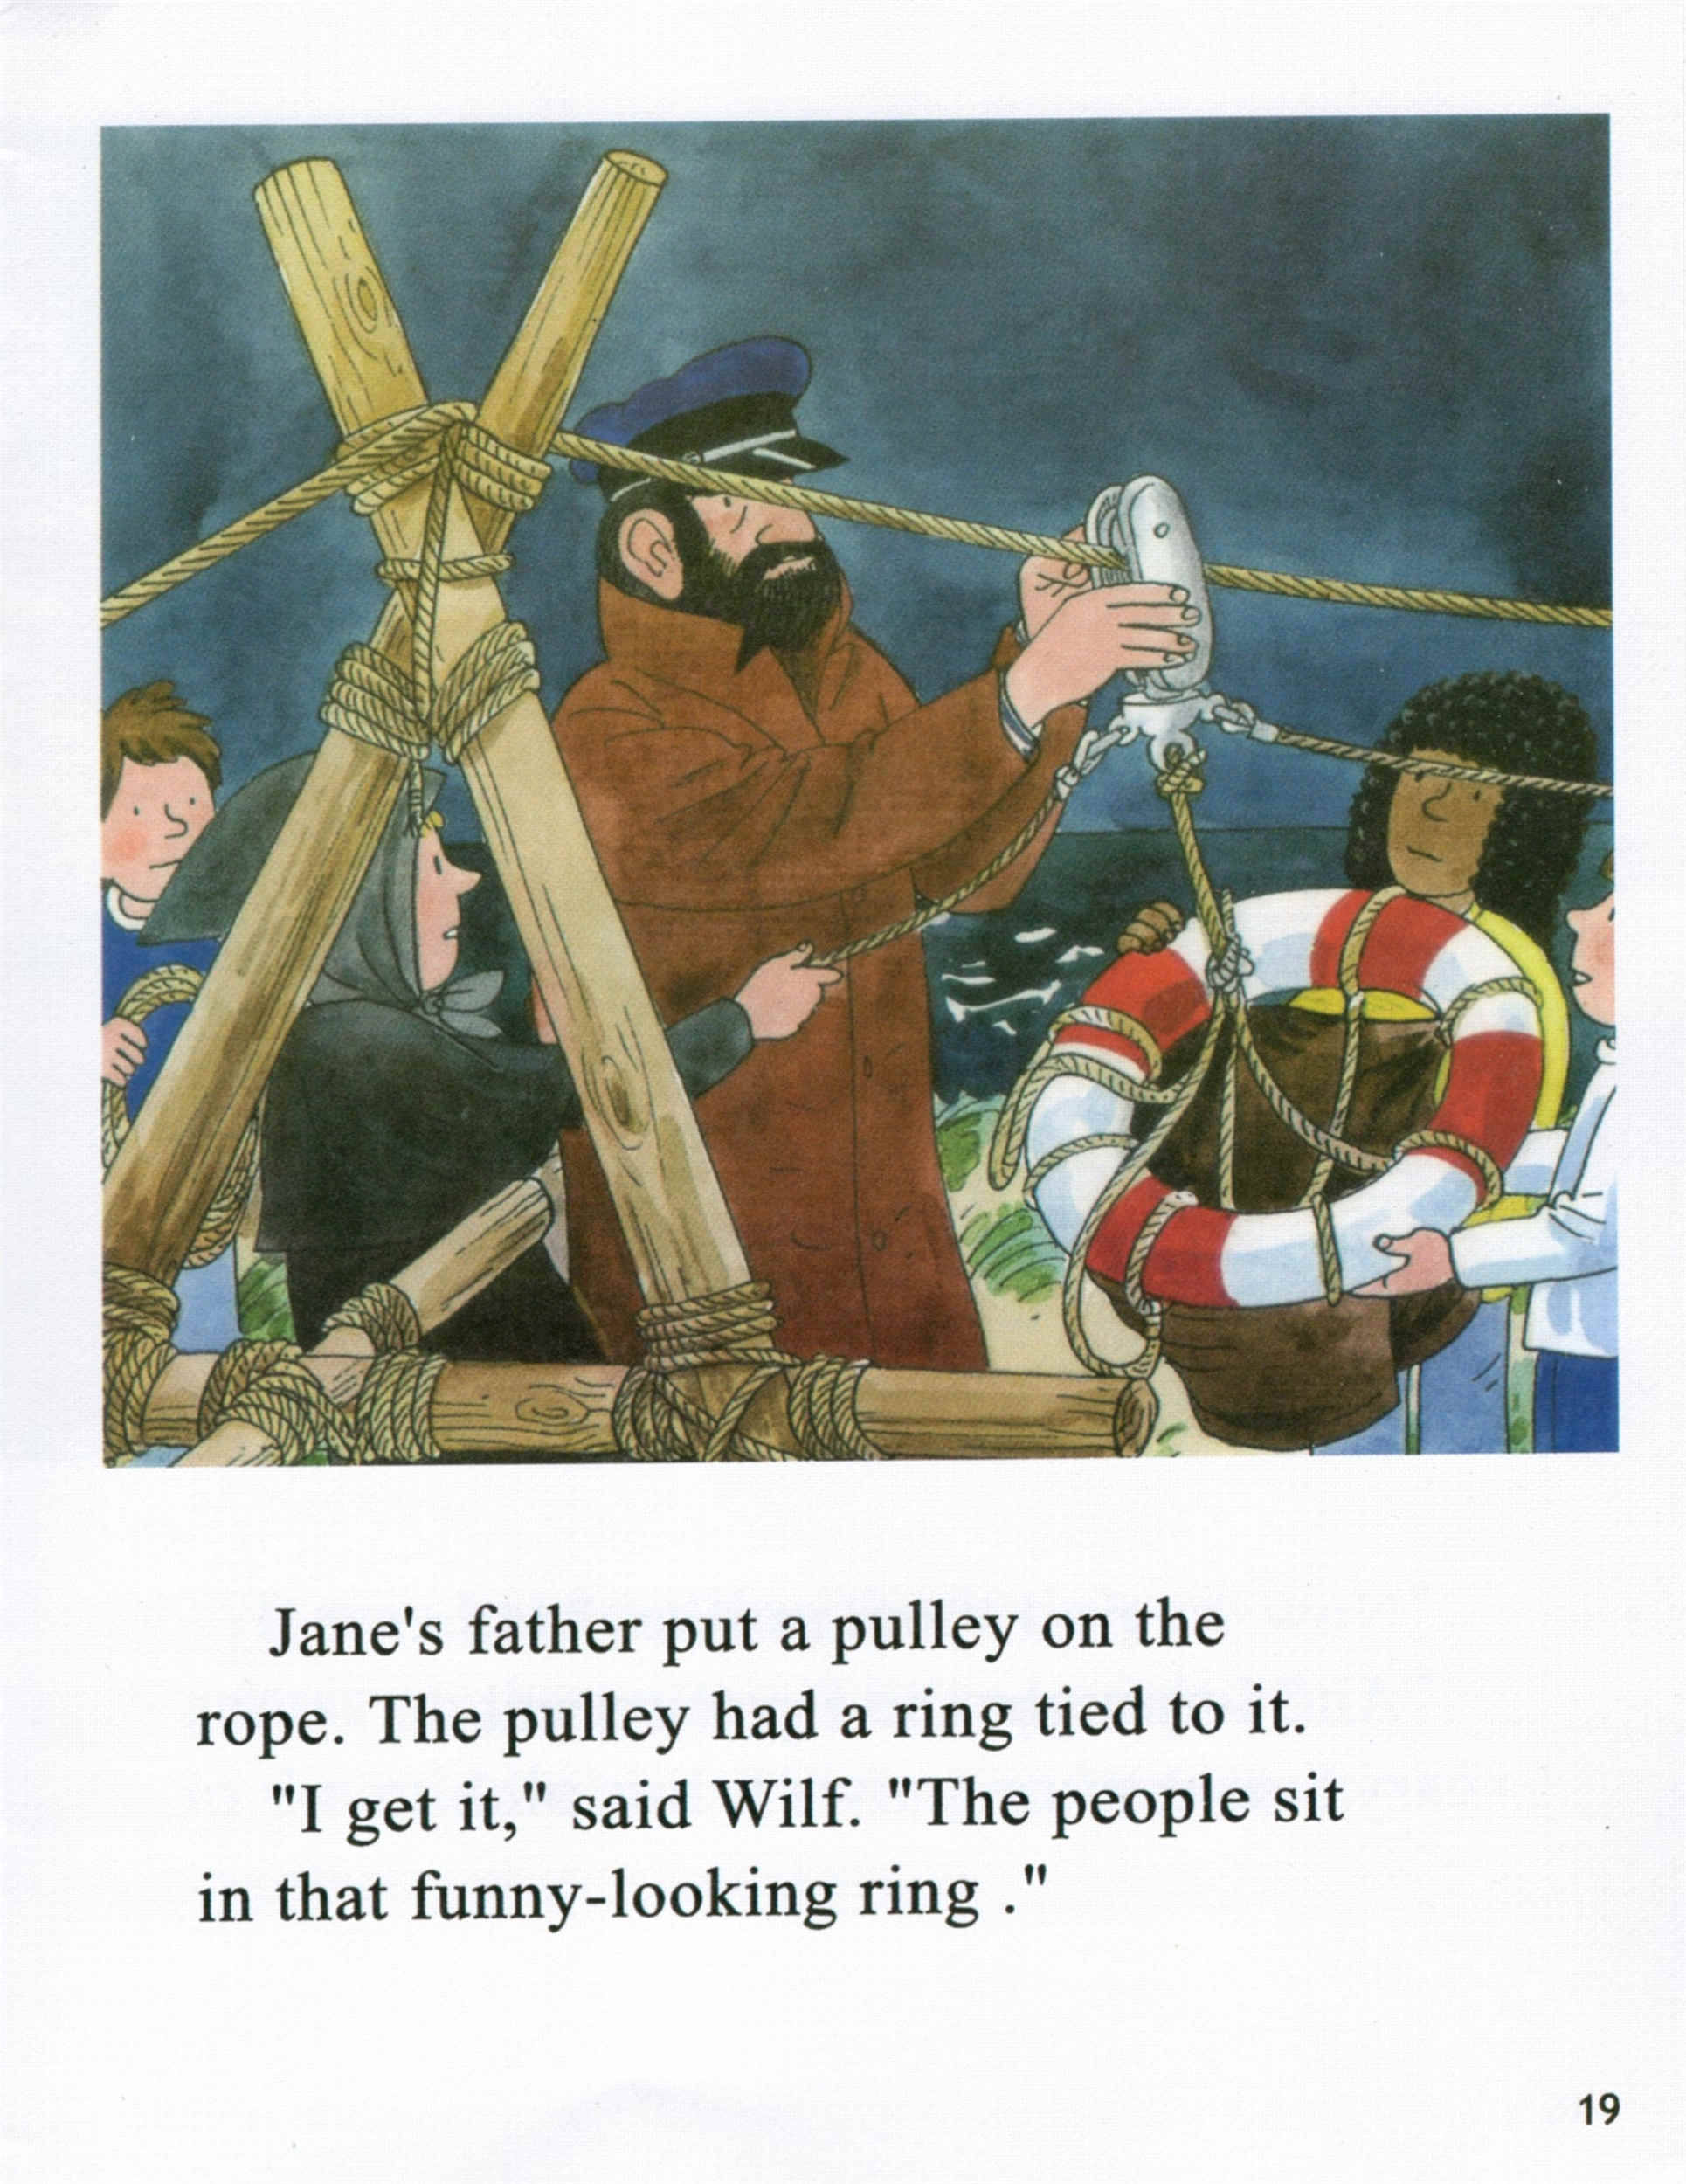 Jane's father put a pulley on the
rope. The pulley had a ring tied to it.
"I get it," said Wilf. "The people sit
in that funny-looking ring ."
19